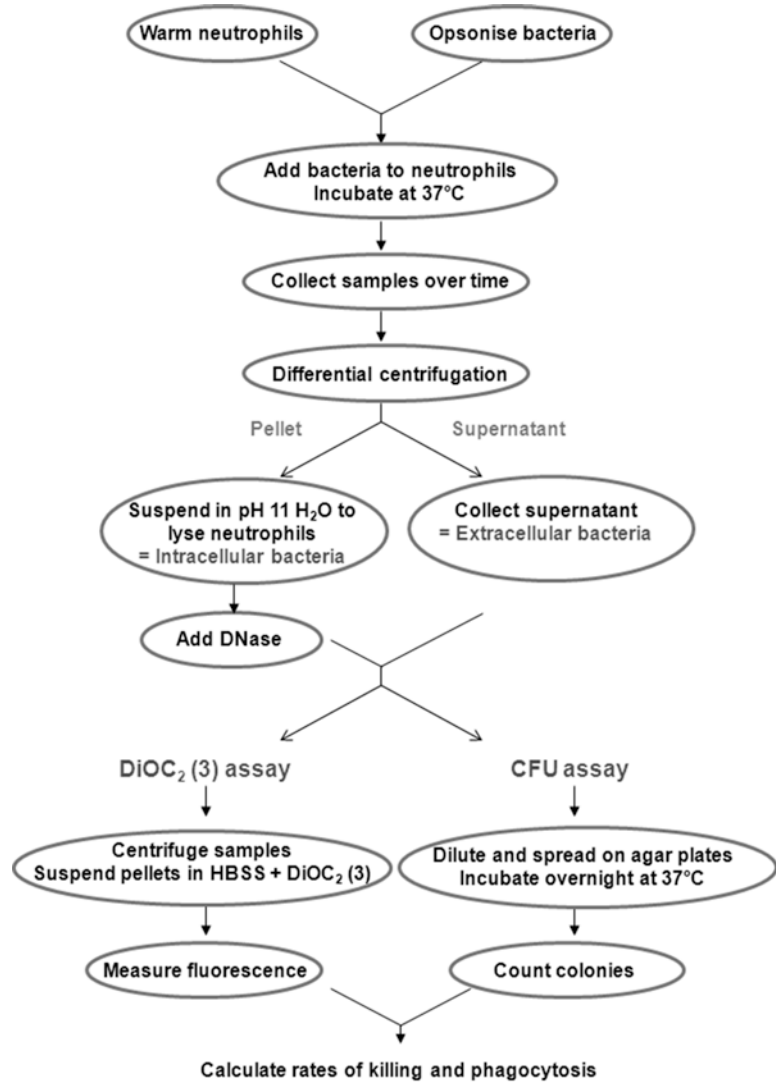 Warm neutrophils
Opsonise bacteria
Add bacteria to neutrophils
Incubate at 37°C
Collect samples over time
Differential centrifugation
Pellet
Supernatant
Suspend in pH 11 H₂O to
lyse neutrophils
= Intracellular bacteria
Collect supernatant
= Extracellular bacteria
Add DNase
DiOC₂ (3) assay
CFU assay
Centrifuge samples
Suspend pellets in HBSS + DiOC₂ (3)
Dilute and spread on agar plates
Incubate overnight at 37°C
Measure fluorescence
Count colonies
Calculate rates of killing and phagocytosis